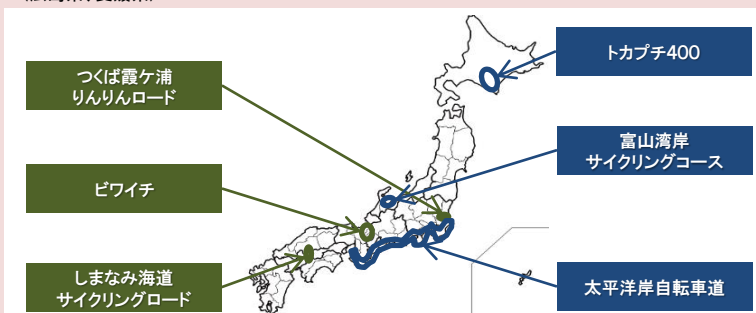 つくば霞ケ浦
りんりんロード
ビワイチ
しまなみ海道
サイクリングロード
トカプチ400
富山湾岸
サイクリングコース
太平洋岸自転車道